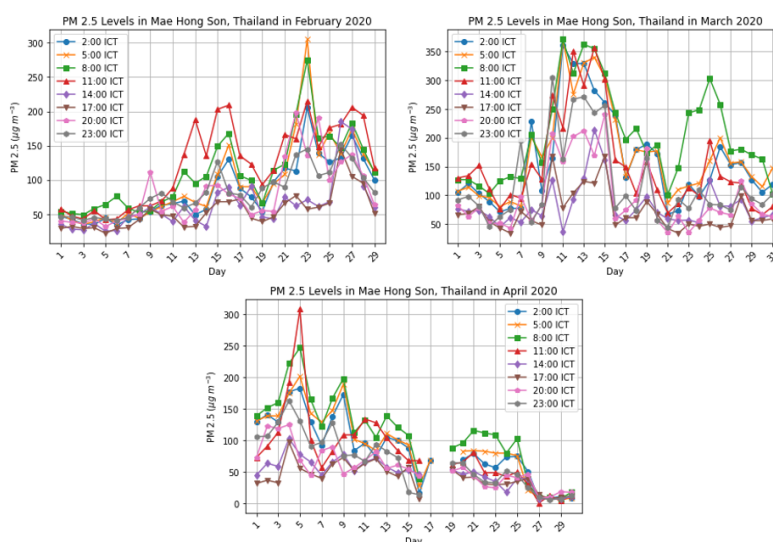 PM 2.5 Levels in Mae Hong Son, Thailand in February 2020
PM 2.5 (μg m⁻³)
300
250
200
150
100
50
2:00 ICT
5:00 ICT
8:00 ICT
11:00 ICT
14:00 ICT
17:00 ICT
20:00 ICT
23:00 ICT
1 3 5 7 9 11 13 15 17 19 21 23 25 27 29
Day
PM 2.5 Levels in Mae Hong Son, Thailand in March 2020
PM 2.5 (μg m⁻³)
350
300
250
200
150
100
50
2:00 ICT
5:00 ICT
8:00 ICT
11:00 ICT
14:00 ICT
17:00 ICT
20:00 ICT
23:00 ICT
1 3 5 7 9 11 13 15 17 19 21 23 25 27 29 31
Day
PM 2.5 Levels in Mae Hong Son, Thailand in April 2020
PM 2.5 (μg m⁻³)
300
250
200
150
100
50
0
2:00 ICT
5:00 ICT
8:00 ICT
11:00 ICT
14:00 ICT
17:00 ICT
20:00 ICT
23:00 ICT
1 3 5 7 9 11 13 15 17 19 21 23 25 27 29
Day